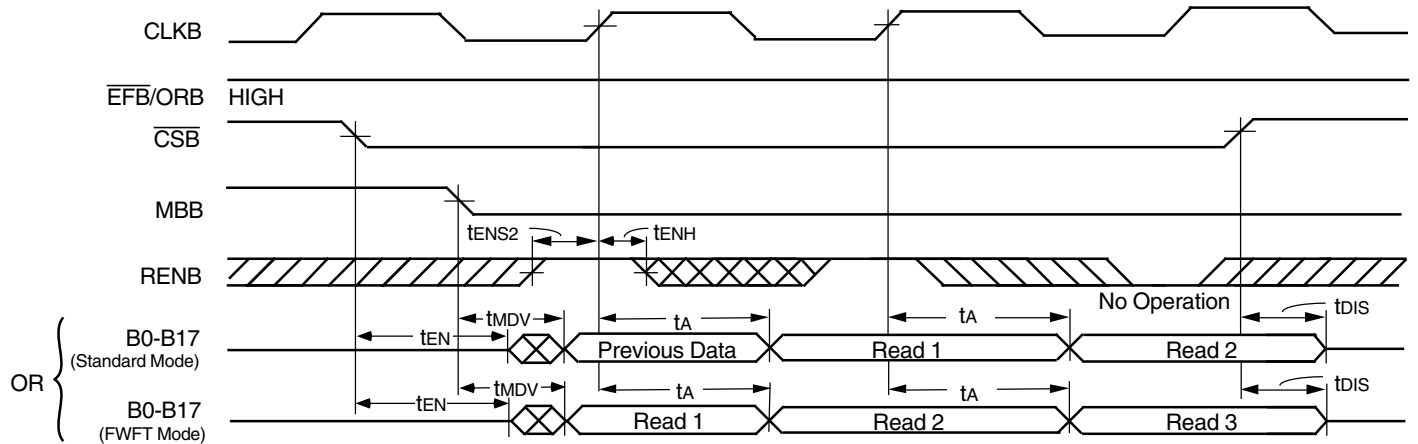 CLKB
EFB/ORB HIGH
CSB
MBB
tENS2 tENH
RENB
No Operation
tMDV tA tA tDIS
B0-B17 tEN
(Standard Mode) Previous Data Read 1 Read 2
OR
tMDV tA tA tDIS
B0-B17 tEN
(FWFT Mode) Read 1 Read 2 Read 3